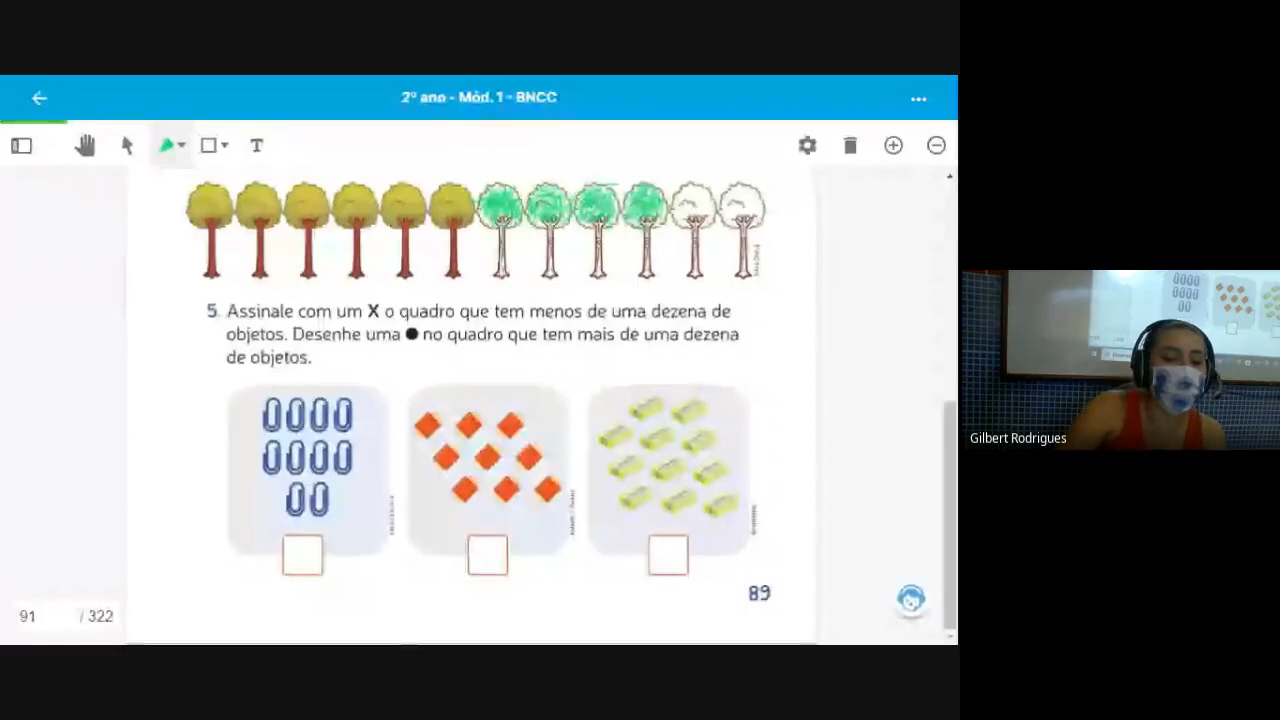 2º ano - Mód. 1 - BNCC
T
5. Assinale com um X o quadro que tem menos de uma dezena de
objetos. Desenhe uma ● no quadro que tem mais de uma dezena
de objetos.
89
91 / 322
Gilbert Rodrigues